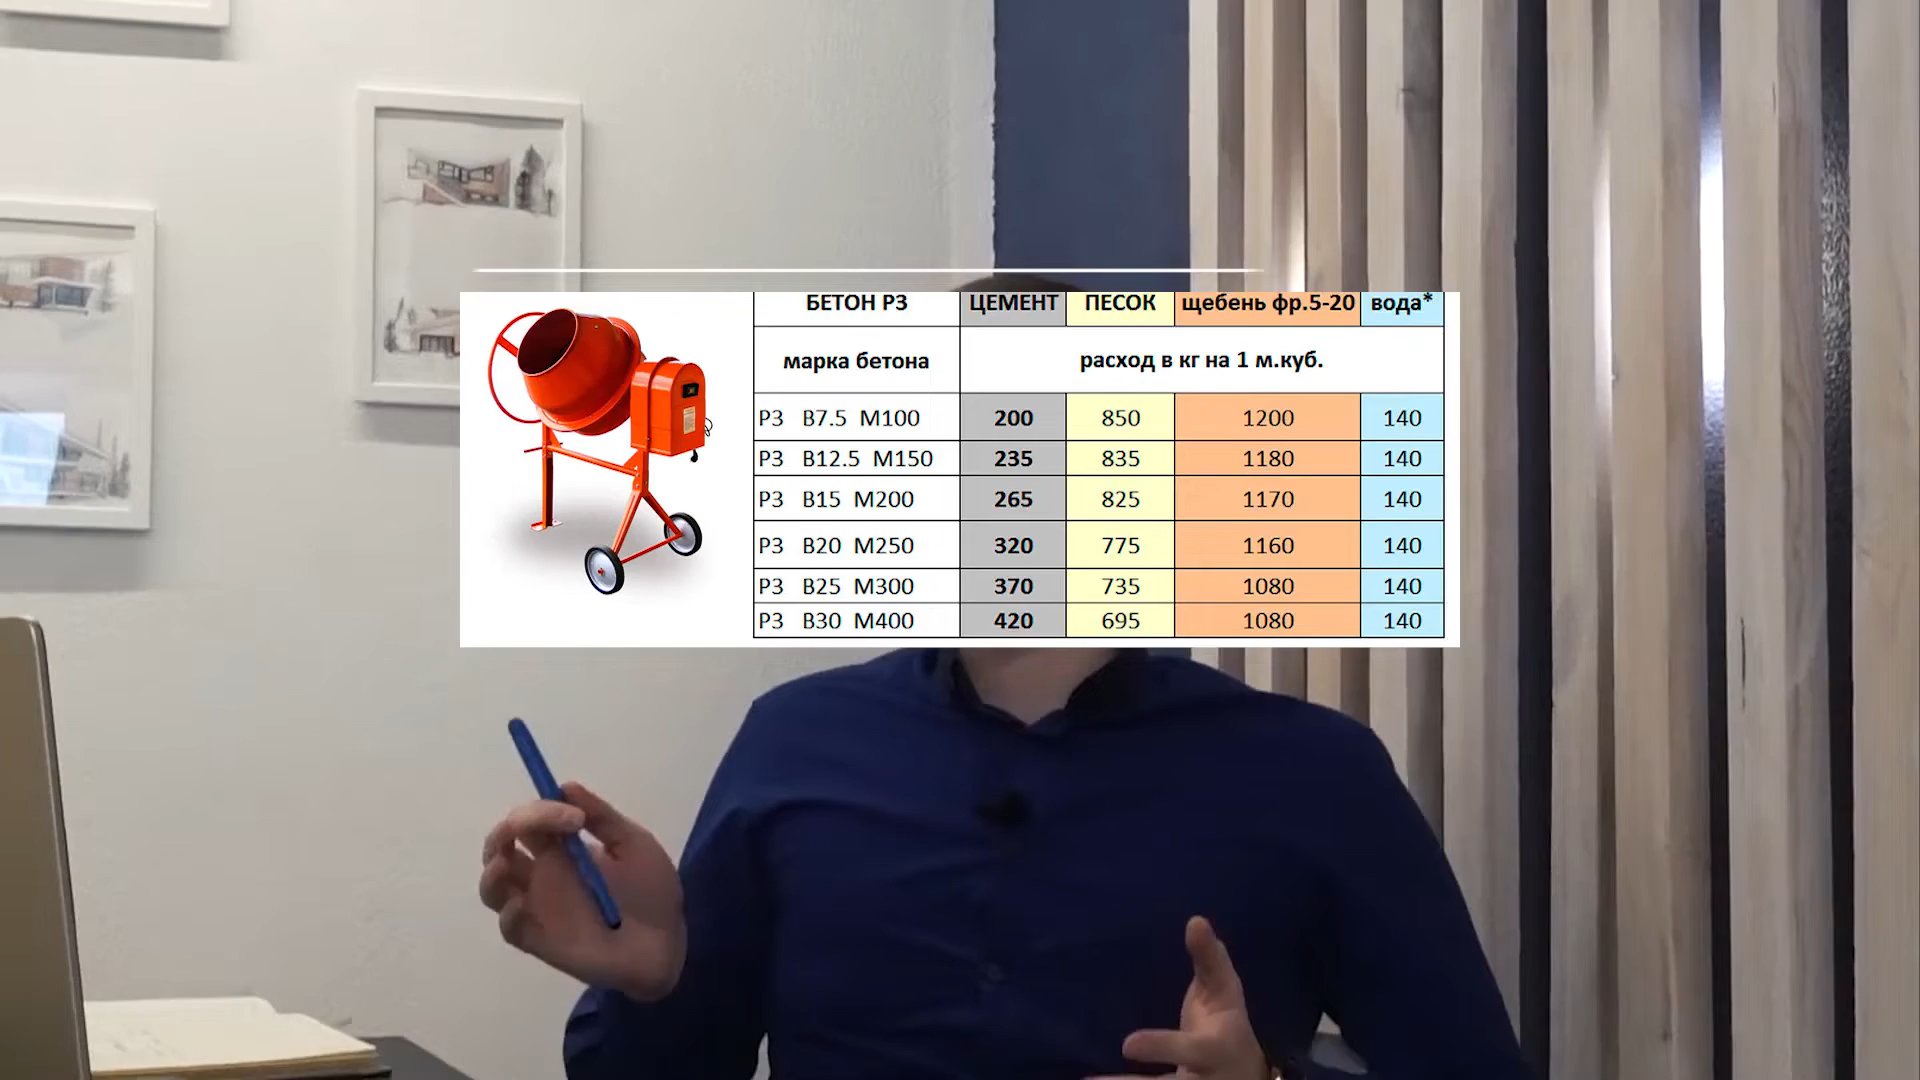 БЕТОН Р3 ЦЕМЕНТ ПЕСОК щебень фр.5-20 вода*
марка бетона расход в кг на 1 м.куб.
Р3 В7.5 М100 200 850 1200 140
Р3 В12.5 М150 235 835 1180 140
Р3 В15 М200 265 825 1170 140
Р3 В20 М250 320 775 1160 140
Р3 В25 М300 370 735 1080 140
Р3 В30 М400 420 695 1080 140